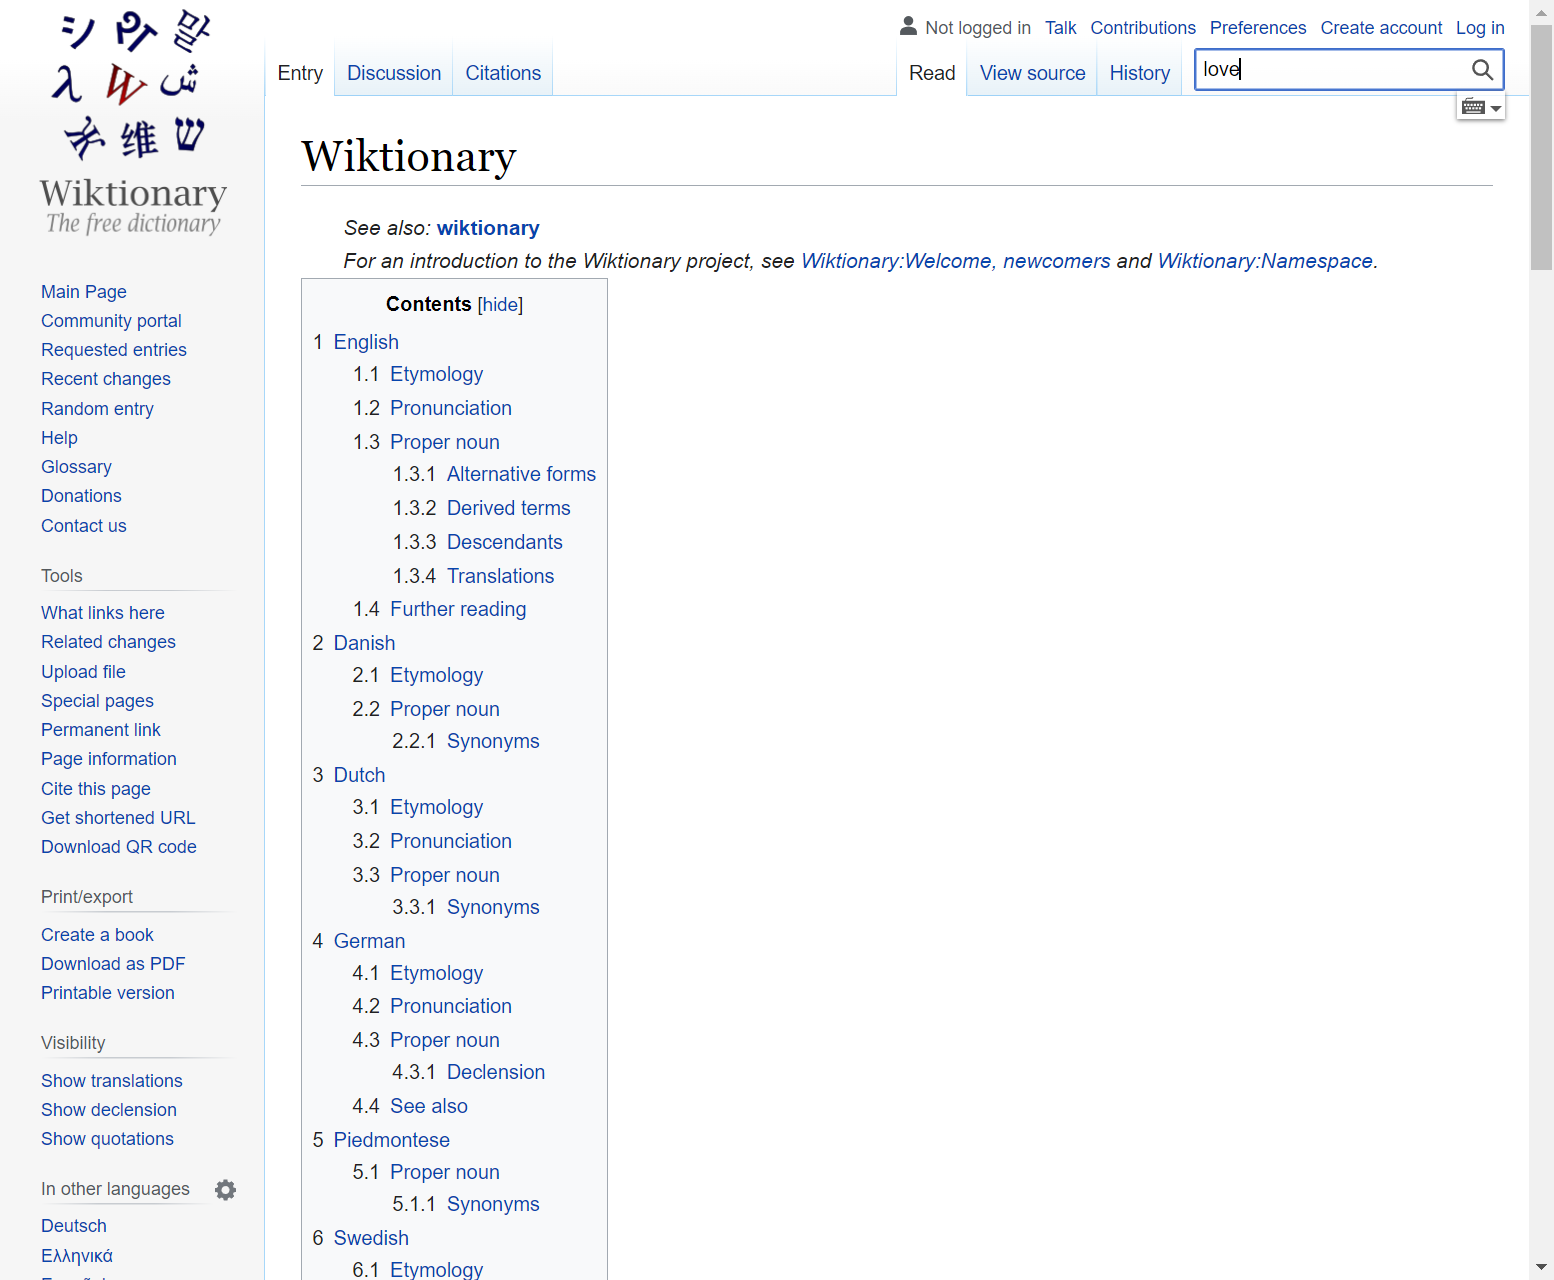 シ
말
λ W ش
维 ש
Wiktionary
The free dictionary
Main Page
Community portal
Requested entries
Recent changes
Random entry
Help
Glossary
Donations
Contact us
Tools
What links here
Related changes
Upload file
Special pages
Permanent link
Page information
Cite this page
Get shortened URL
Download QR code
Print/export
Create a book
Download as PDF
Printable version
Visibility
Show translations
Show declension
Show quotations
In other languages
Deutsch
Ελληνικά
Not logged in Talk Contributions Preferences Create account Log in
Entry Discussion Citations Read View source History love
Wiktionary
See also: wiktionary
For an introduction to the Wiktionary project, see Wiktionary:Welcome, newcomers and Wiktionary:Namespace.
Contents [hide]
1 English
1.1 Etymology
1.2 Pronunciation
1.3 Proper noun
1.3.1 Alternative forms
1.3.2 Derived terms
1.3.3 Descendants
1.3.4 Translations
1.4 Further reading
2 Danish
2.1 Etymology
2.2 Proper noun
2.2.1 Synonyms
3 Dutch
3.1 Etymology
3.2 Pronunciation
3.3 Proper noun
3.3.1 Synonyms
4 German
4.1 Etymology
4.2 Pronunciation
4.3 Proper noun
4.3.1 Declension
4.4 See also
5 Piedmontese
5.1 Proper noun
5.1.1 Synonyms
6 Swedish
6.1 Etymology